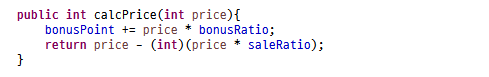 public int calcPrice(int price){
    bonusPoint += price * bonusRatio;
    return price - (int)(price * saleRatio);
}